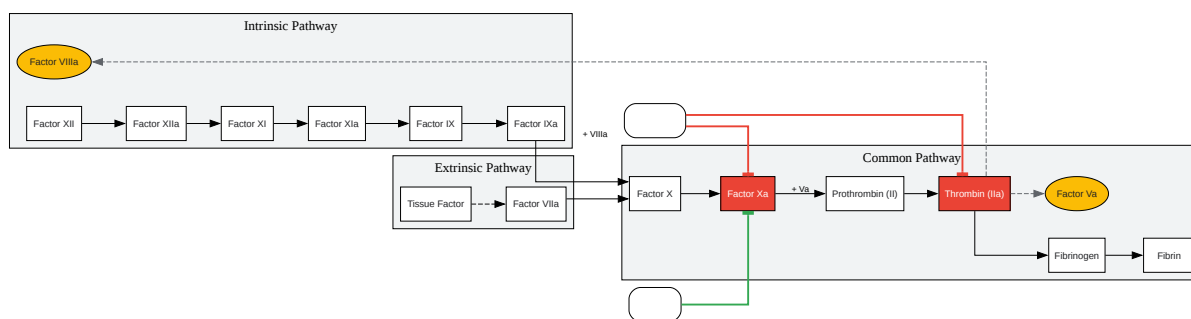 Intrinsic Pathway
Factor VIIIa
Factor XII
Factor XIIa
Factor XI
Factor XIa
Factor IX
Factor IXa
+ VIIIa
Extrinsic Pathway
Tissue Factor
Factor VIIa
Common Pathway
Factor X
Factor Xa
+ Va
Prothrombin (II)
Thrombin (IIa)
Factor Va
Fibrinogen
Fibrin